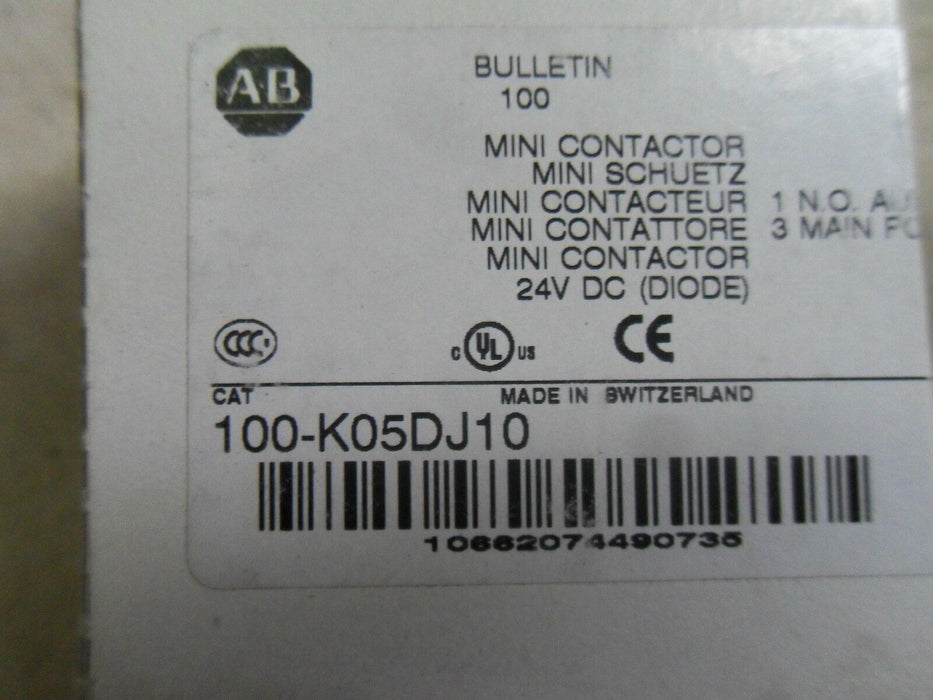 AB
BULLETIN
100
MINI CONTACTOR
MINI SCHUETZ
MINI CONTACTEUR 1 N.O.
MINI CONTATTORE 3 MAIN
MINI CONTACTOR
24V DC (DIODE)
CCC
C UL US CE
CAT MADE IN SWITZERLAND
100-K05DJ10
10662074490735